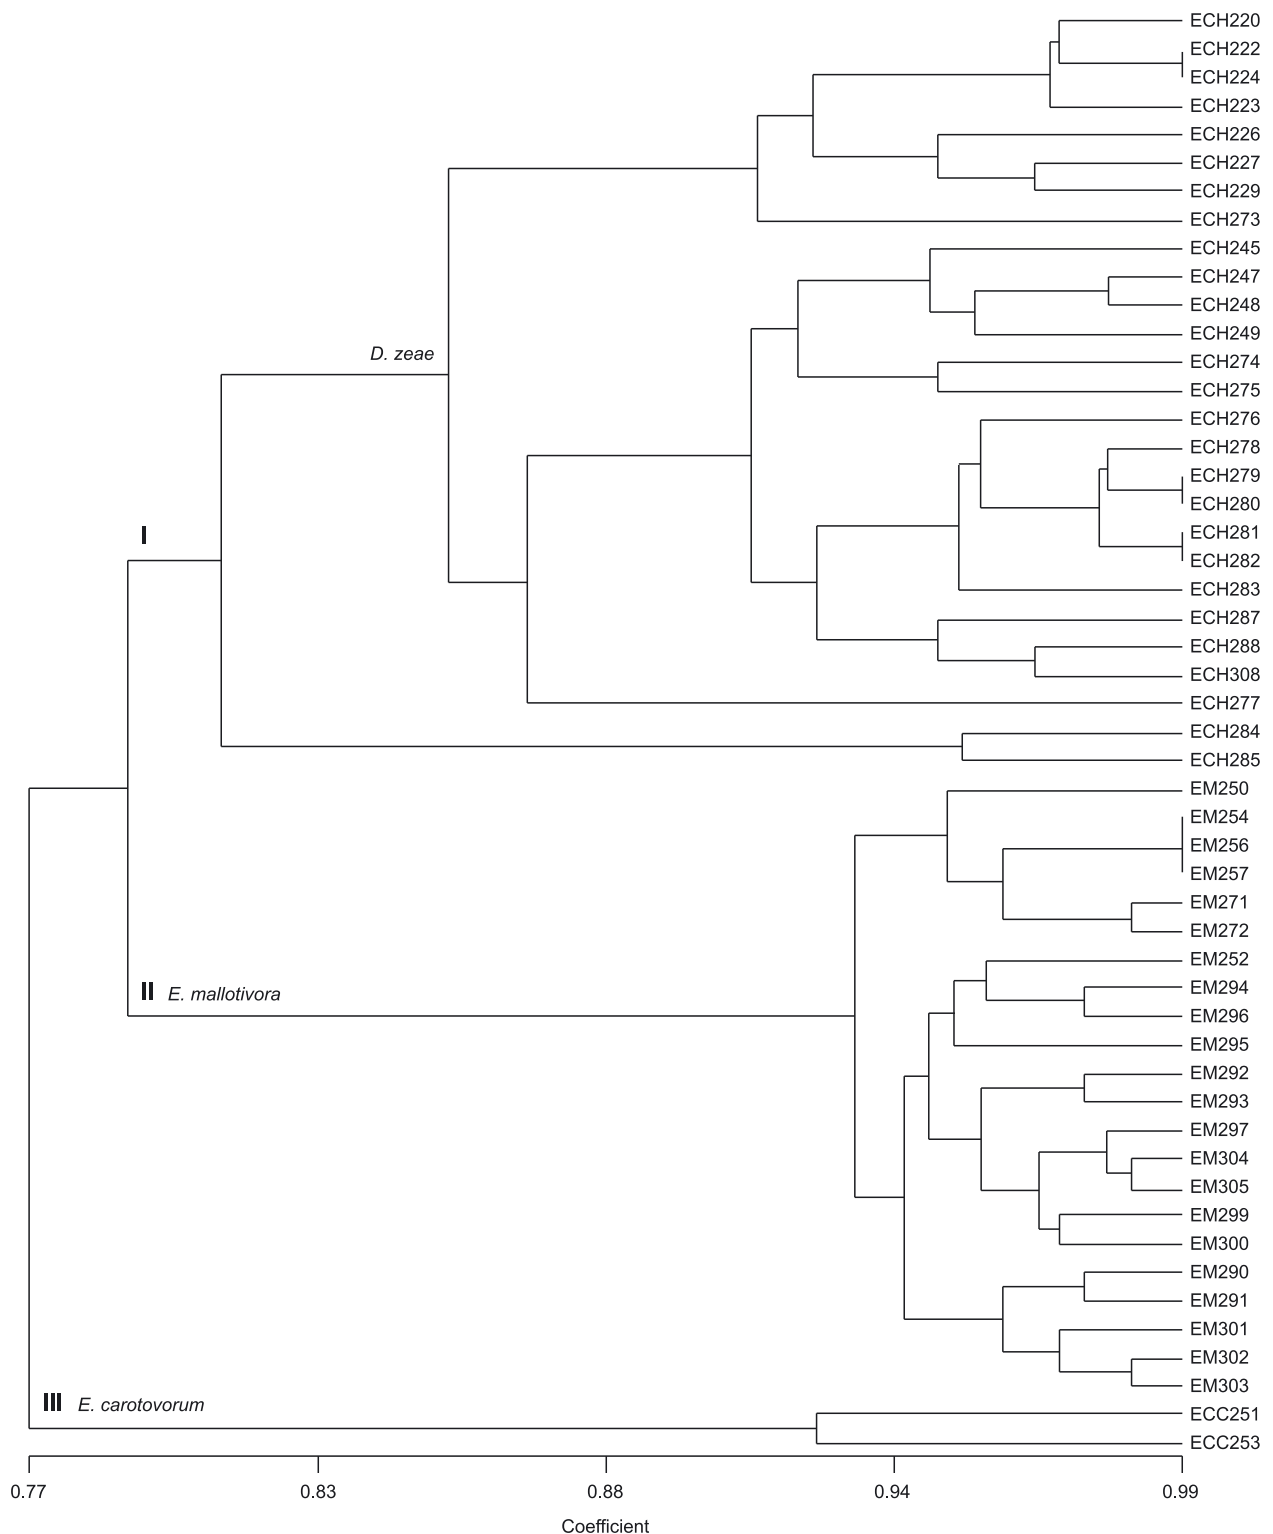 ECH220
ECH222
ECH224
ECH223
ECH226
ECH227
ECH229
ECH273
ECH245
ECH247
ECH248
ECH249
D. zeae
ECH274
ECH275
ECH276
ECH278
ECH279
ECH280
I
ECH281
ECH282
ECH283
ECH287
ECH288
ECH308
ECH277
ECH284
ECH285
EM250
EM254
EM256
EM257
EM271
EM272
EM252
EM294
II E. mallotivora
EM296
EM295
EM292
EM293
EM297
EM304
EM305
EM299
EM300
EM290
EM291
EM301
EM302
EM303
III E. carotovorum
ECC251
ECC253
0.77 0.83 0.88 0.94 0.99
Coefficient